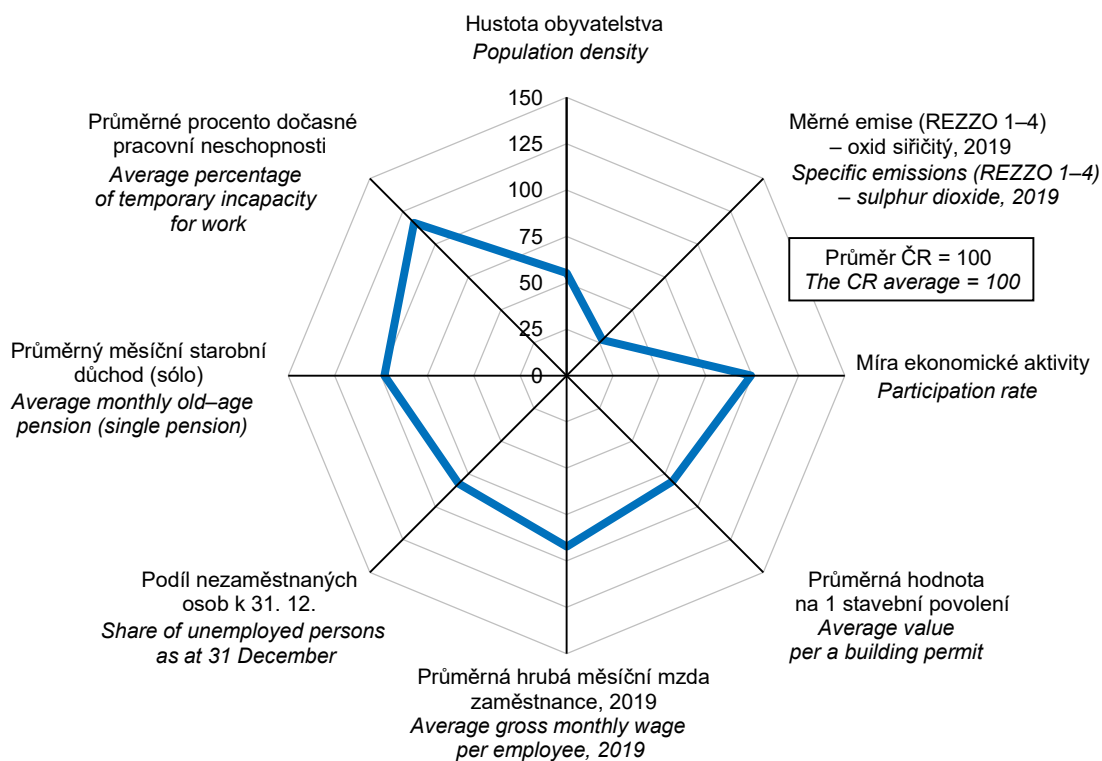 Hustota obyvatelstva
Population density
Měrné emise (REZZO 1–4)
– oxid siřičitý, 2019
Specific emissions (REZZO 1–4)
– sulphur dioxide, 2019
Průměr ČR = 100
The CR average = 100
Míra ekonomické aktivity
Participation rate
Průměrná hodnota
na 1 stavební povolení
Average value
per a building permit
Průměrná hrubá měsíční mzda
zaměstnance, 2019
Average gross monthly wage
per employee, 2019
Podíl nezaměstnaných
osob k 31. 12.
Share of unemployed persons
as at 31 December
Průměrný měsíční starobní
důchod (sólo)
Average monthly old–age
pension (single pension)
Průměrné procento dočasné
pracovní neschopnosti
Average percentage
of temporary incapacity
for work
150
125
100
75
50
25
0